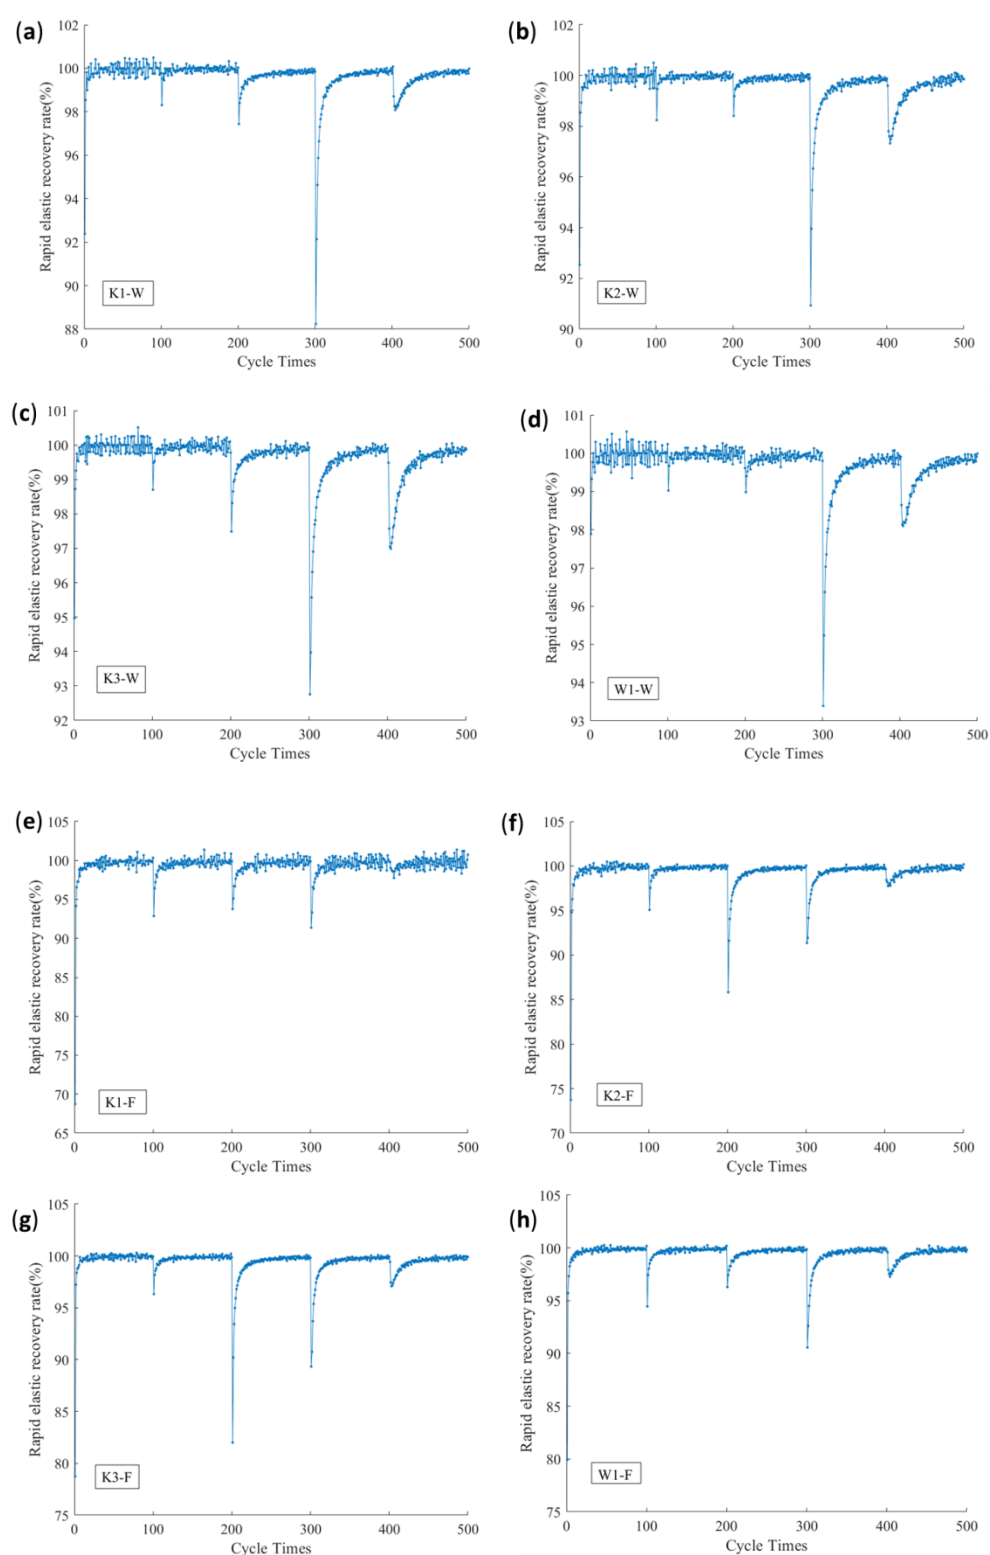 (a)
102
100
98
96
94
92
90
88
Rapid elastic recovery rate(%)
K1-W
0 100 200 300 400 500
Cycle Times
(b)
102
100
98
96
94
92
90
Rapid elastic recovery rate(%)
K2-W
0 100 200 300 400 500
Cycle Times
(c)
101
100
99
98
97
96
95
94
93
92
Rapid elastic recovery rate(%)
K3-W
0 100 200 300 400 500
Cycle Times
(d)
101
100
99
98
97
96
95
94
93
Rapid elastic recovery rate(%)
W1-W
0 100 200 300 400 500
Cycle Times
(e)
105
100
95
90
85
80
75
70
65
Rapid elastic recovery rate(%)
K1-F
0 100 200 300 400 500
Cycle Times
(f)
105
100
95
90
85
80
75
70
Rapid elastic recovery rate(%)
K2-F
0 100 200 300 400 500
Cycle Times
(g)
105
100
95
90
85
80
75
Rapid elastic recovery rate(%)
K3-F
0 100 200 300 400 500
Cycle Times
(h)
105
100
95
90
85
80
75
Rapid elastic recovery rate(%)
W1-F
0 100 200 300 400 500
Cycle Times